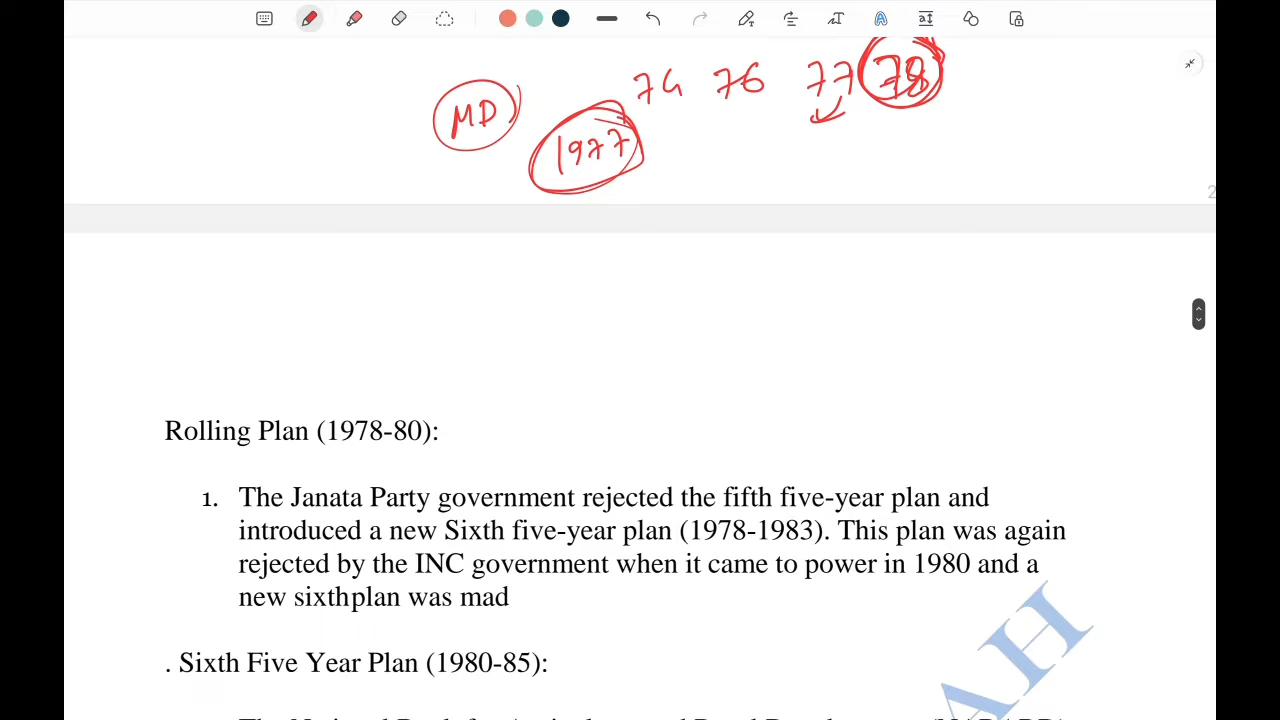 74 76 77 78
MD
1977
2
Rolling Plan (1978-80):
1. The Janata Party government rejected the fifth five-year plan and
introduced a new Sixth five-year plan (1978-1983). This plan was again
rejected by the INC government when it came to power in 1980 and a
new sixthplan was mad
. Sixth Five Year Plan (1980-85):
AH